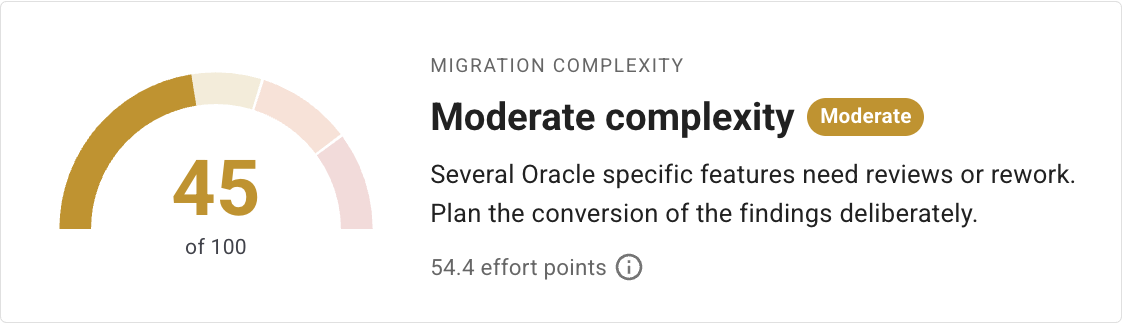 MIGRATION COMPLEXITY
Moderate complexity Moderate
Several Oracle specific features need reviews or rework.
Plan the conversion of the findings deliberately.
54.4 effort points
45
of 100